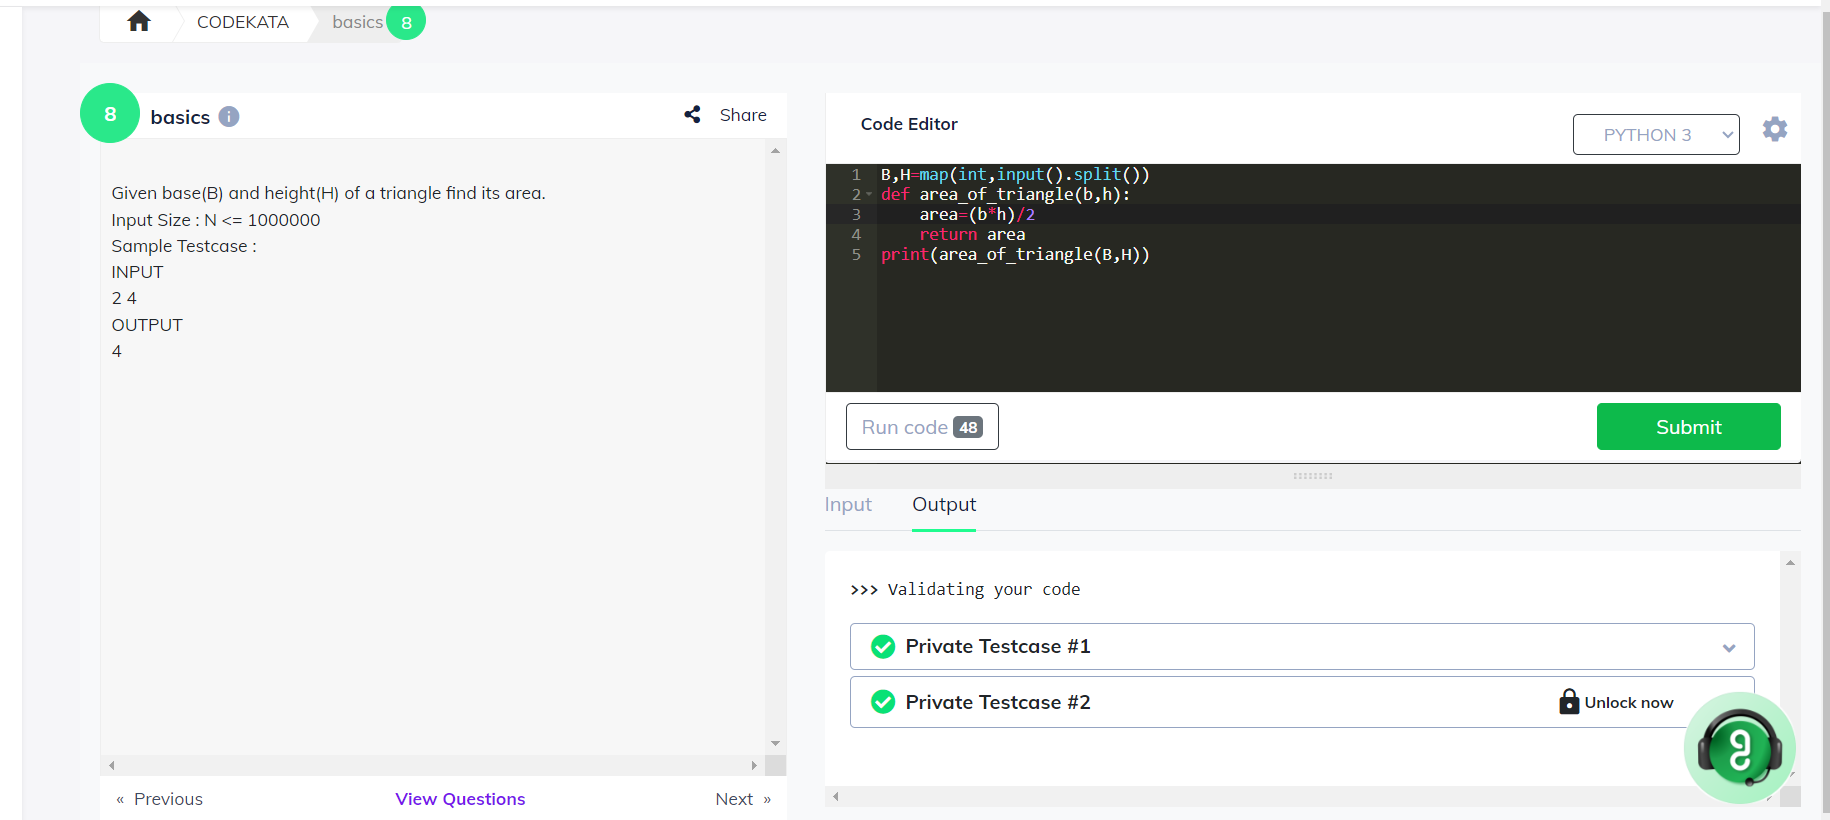 CODEKATA
basics 8
8
basics
Share
Given base(B) and height(H) of a triangle find its area.
Input Size : N <= 1000000
Sample Testcase :
INPUT
2 4
OUTPUT
4
« Previous
View Questions
Next »
Code Editor
PYTHON 3
1 B,H=map(int,input().split())
2 def area_of_triangle(b,h):
3     area=(b*h)/2
4     return area
5 print(area_of_triangle(B,H))
Run code 48
Submit
Input
Output
>>> Validating your code
Private Testcase #1
Private Testcase #2
Unlock now